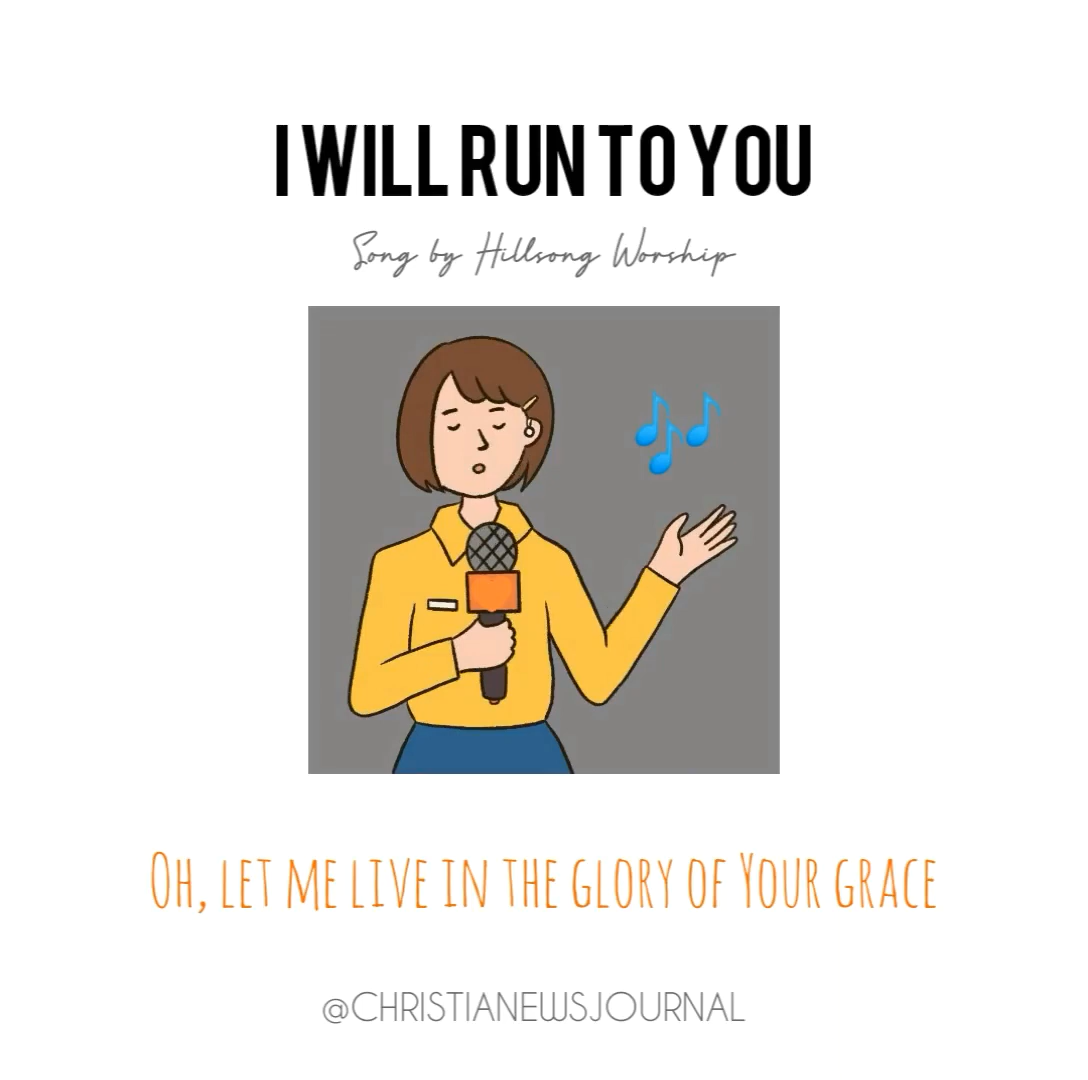 I WILL RUN TO YOU
Song by Hillsong Worship
OH, LET ME LIVE IN THE GLORY OF YOUR GRACE
@CHRISTIANEWSJOURNAL